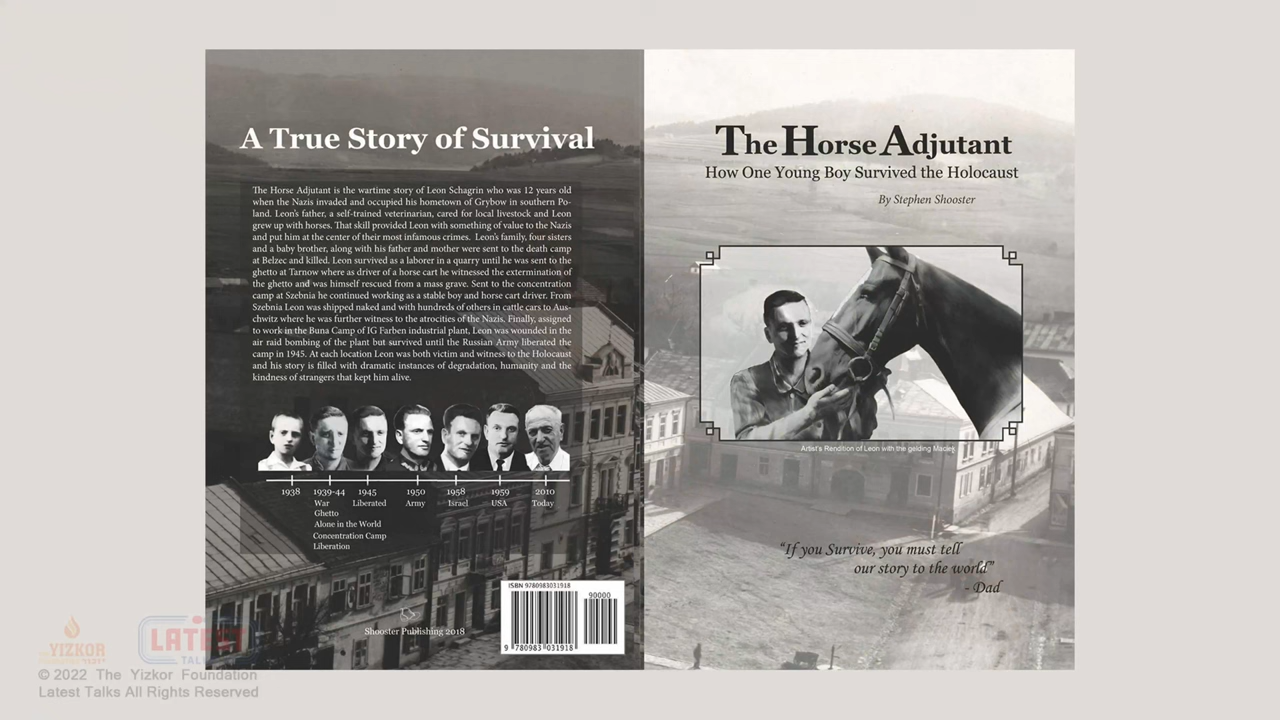 A True Story of Survival
The Horse Adjutant is the wartime story of Leon Schagrin who was 12 years old
when the Nazis invaded and occupied his hometown of Grybow in southern Po-
land. Leon's father, a self-trained veterinarian, cared for local livestock and Leon
grew up with horses. That skill provided Leon with something of value to the Nazis
and put him at the center of their most infamous crimes. Leon's family, four sisters
and a baby brother, along with his father and mother were sent to the death camp
at Belzec and killed. Leon survived as a laborer in a quarry until he was sent to the
ghetto at Tarnow where as driver of a horse cart he witnessed the extermination of
the ghetto and was himself rescued from a mass grave. Sent to the concentration
camp at Szebnia he continued working as a stable boy and horse cart driver. From
Szebnia Leon was shipped naked and with hundreds of others in cattle cars to Aus-
chwitz where he was further witness to the atrocities of the Nazis. Finally, assigned
to work in the Buna Camp of IG Farben industrial plant, Leon was wounded in the
air raid bombing of the plant but survived until the Russian Army liberated the
camp in 1945. At each location Leon was both victim and witness to the Holocaust
and his story is filled with dramatic instances of degradation, humanity and the
kindness of strangers that kept him alive.
1938 1939-44 1945 1950 1958 1959 2010
War Liberated Army Israel USA Today
Ghetto
Alone in the World
Concentration Camp
Liberation
ISBN 9780983031918
90000
9 780983 031918
Shooster Publishing 2018
The Horse Adjutant
How One Young Boy Survived the Holocaust
By Stephen Shooster
Artist's Rendition of Leon with the gelding Maciek.
"If you Survive, you must tell
our story to the world"
- Dad
YIZKOR
LATEST
© 2022 The Yizkor Foundation
Latest Talks All Rights Reserved